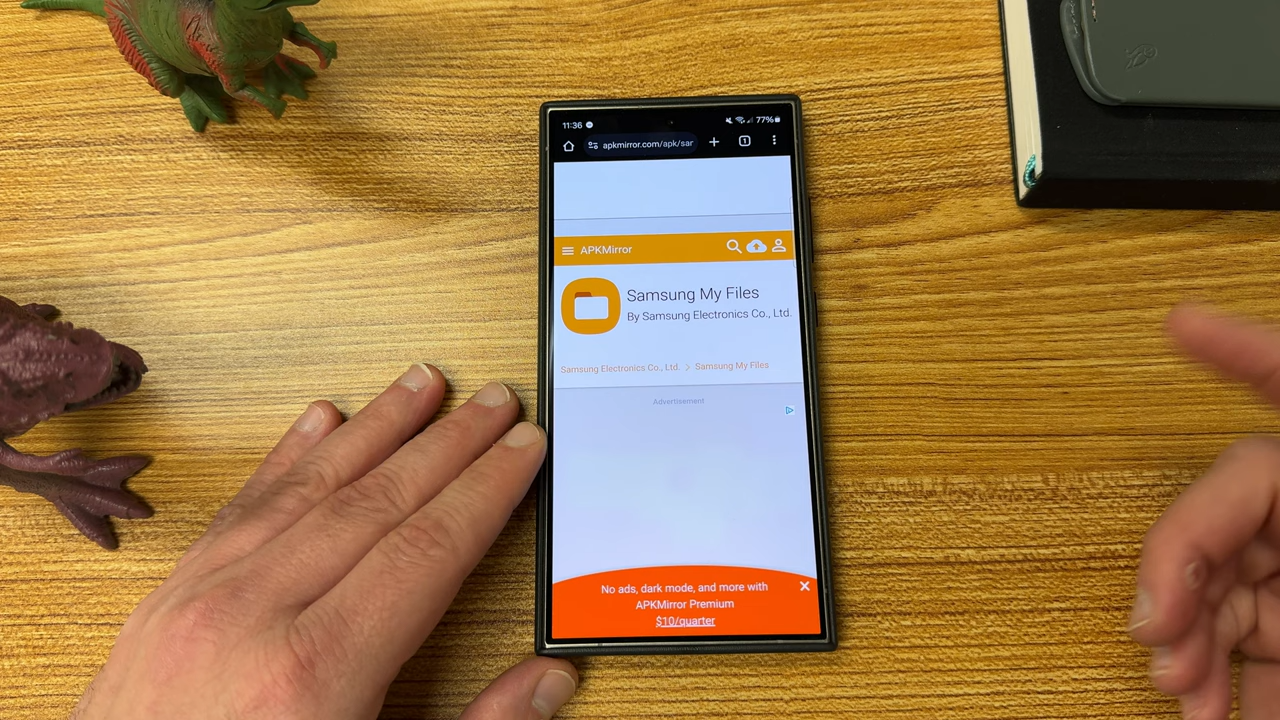 11:36 77%
apkmirror.com/apk/sar 1
APKMirror
Samsung My Files
By Samsung Electronics Co., Ltd.
Samsung Electronics Co., Ltd. > Samsung My Files
Advertisement
No ads, dark mode, and more with
APKMirror Premium
$10/quarter